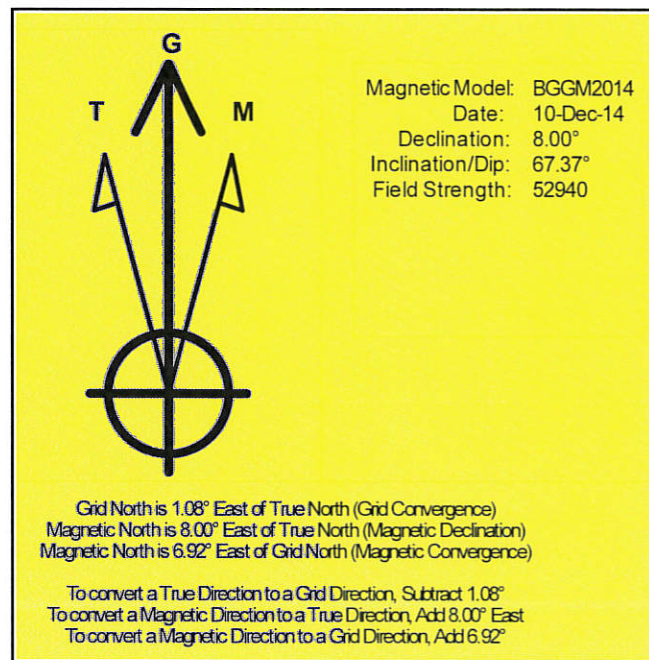 G
T M
Magnetic Model: BGGM2014
Date: 10-Dec-14
Declination: 8.00°
Inclination/Dip: 67.37°
Field Strength: 52940
Grid North is 1.08° East of True North (Grid Convergence)
Magnetic North is 8.00° East of True North (Magnetic Declination)
Magnetic North is 6.92° East of Grid North (Magnetic Convergence)
To convert a True Direction to a Grid Direction, Subtract 1.08°
To convert a Magnetic Direction to a True Direction, Add 8.00° East
To convert a Magnetic Direction to a Grid Direction, Add 6.92°